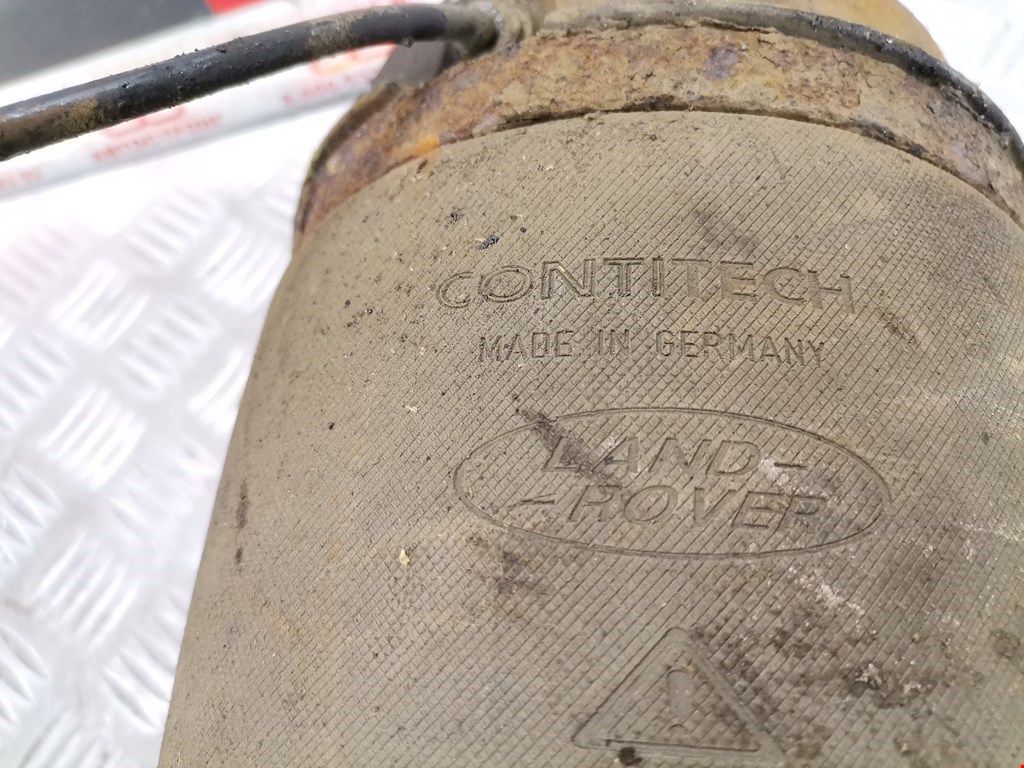 CONTITECH
MADE IN GERMANY
LAND-
-ROVER